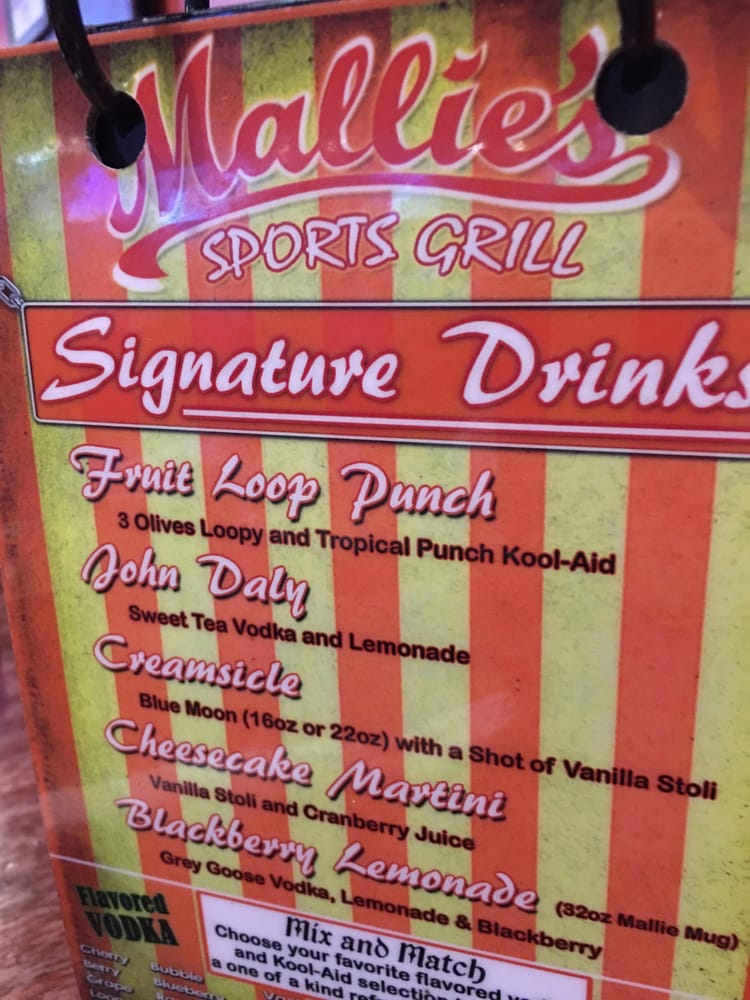 Mallie's
SPORTS GRILL
Signature Drinks
Fruit Loop Punch
3 Olives Loopy and Tropical Punch Kool-Aid
John Daly
Sweet Tea Vodka and Lemonade
Creamsicle
Blue Moon (16oz or 22oz) with a Shot of Vanilla Stoli
Cheesecake Martini
Vanilla Stoli and Cranberry Juice
Blackberry Lemonade (32oz Mallie Mug)
Grey Goose Vodka, Lemonade & Blackberry
Flavored
VODKA
Cherry
Berry Bubble
Grape Blueberry
Mix and Match
Choose your favorite flavored
and Kool-Aid selection
a one of a kind